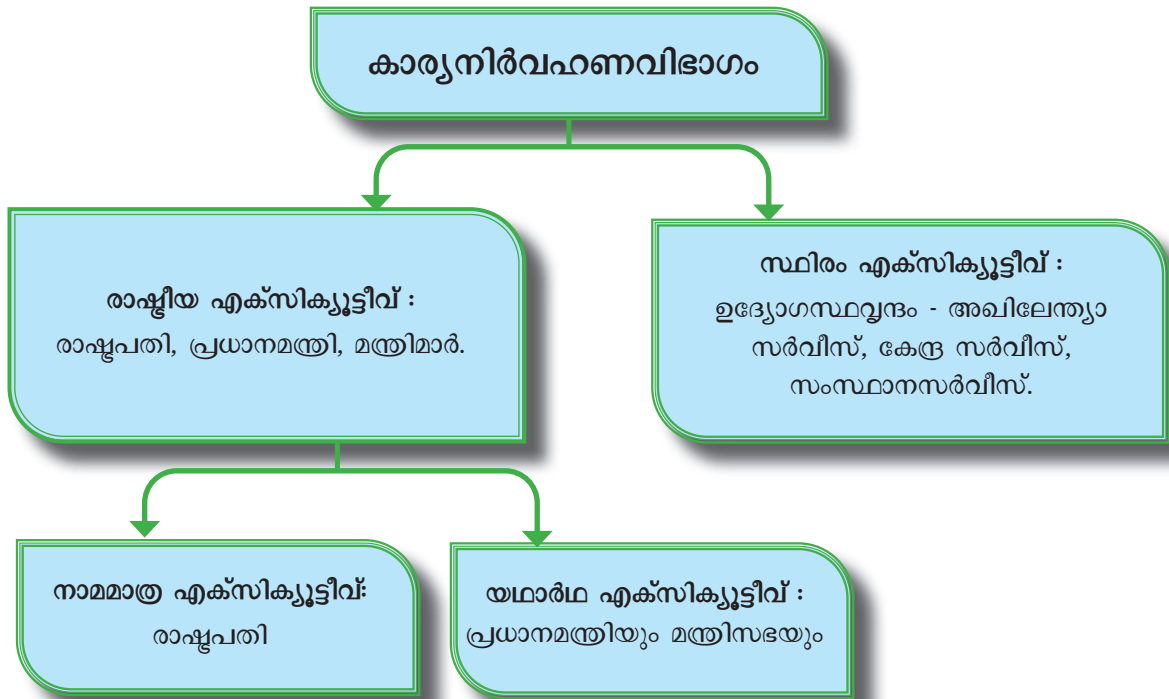 കാര്യനിർവഹണവിഭാഗം
രാഷ്ട്രീയ എക്സിക്യൂട്ടീവ് :
രാഷ്ട്രപതി, പ്രധാനമന്ത്രി, മന്ത്രിമാർ.
സ്ഥിരം എക്സിക്യൂട്ടീവ് :
ഉദ്യോഗസ്ഥവൃന്ദം - അഖിലേന്ത്യാ
സർവീസ്, കേന്ദ്ര സർവീസ്,
സംസ്ഥാനസർവീസ്.
നാമമാത്ര എക്സിക്യൂട്ടീവ്:
രാഷ്ട്രപതി
യഥാർഥ എക്സിക്യൂട്ടീവ് :
പ്രധാനമന്ത്രിയും മന്ത്രിസഭയും